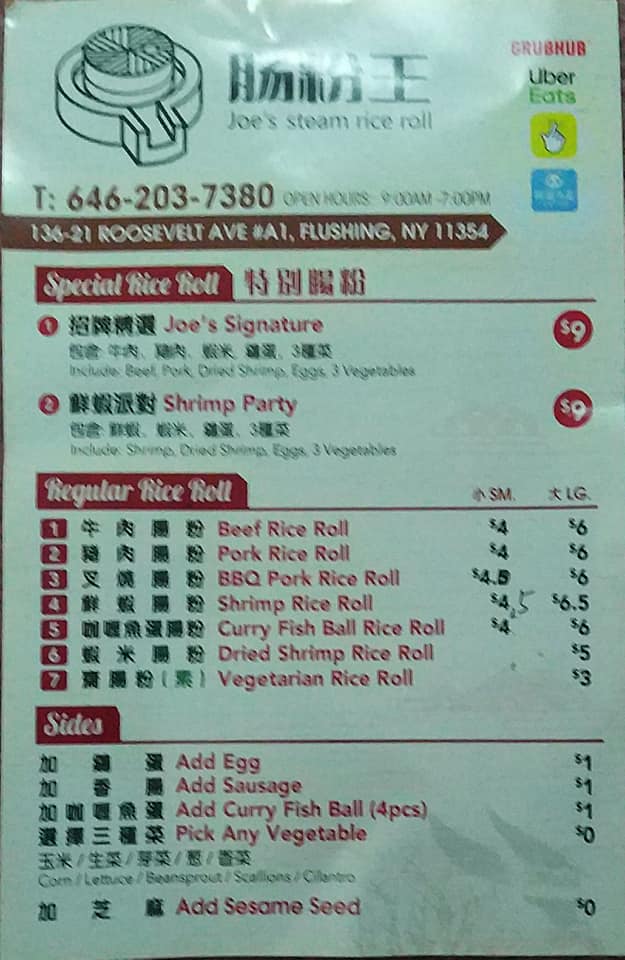 肠粉王
Joe's steam rice roll
GRUBHUB
Uber
Eats
T: 646-203-7380 OPEN HOURS: 9:00AM -7:00PM
136-21 ROOSEVELT AVE #A1, FLUSHING, NY 11354
Special Rice Roll 特别腸粉
1 招牌精選 Joe's Signature $9
包含: 牛肉、豬肉、蝦米、雞蛋、3種菜
Include: Beef, Pork, Dried Shrimp, Eggs, 3 Vegetables
2 鮮蝦派對 Shrimp Party $9
包含: 鮮蝦、蝦米、雞蛋、3種菜
Include: Shrimp, Dried Shrimp, Eggs, 3 Vegetables
Regular Rice Roll 小 SM. 大 LG.
1 牛肉腸粉 Beef Rice Roll $4 $6
2 豬肉腸粉 Pork Rice Roll $4 $6
3 叉燒腸粉 BBQ Pork Rice Roll $4.5 $6
4 鮮蝦腸粉 Shrimp Rice Roll $4.5 $6.5
5 咖喱魚蛋腸粉 Curry Fish Ball Rice Roll $4 $6
6 蝦米腸粉 Dried Shrimp Rice Roll $5
7 齋腸粉(素) Vegetarian Rice Roll $3
Sides
加雞蛋 Add Egg $1
加香腸 Add Sausage $1
加咖喱魚蛋 Add Curry Fish Ball (4pcs) $1
選擇三種菜 Pick Any Vegetable $0
玉米 / 生菜 / 芽菜 / 葱 / 香菜
Corn / Lettuce / Beansprout / Scallions / Cilantro
加芝麻 Add Sesame Seed $0